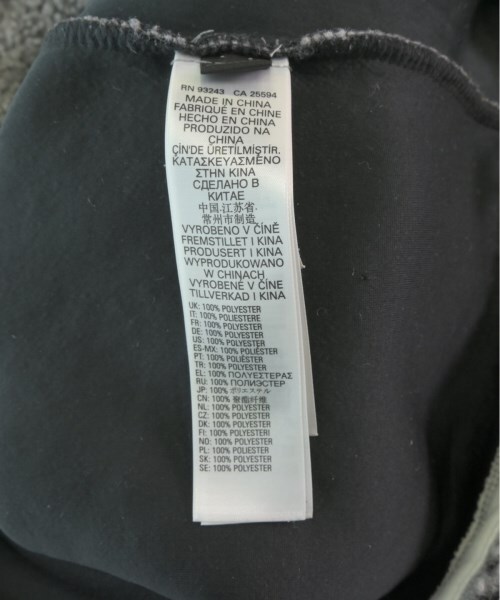 RN 93243 CA 25594
MADE IN CHINA
FABRIQUÉ EN CHINE
HECHO EN CHINA
PRODUZIDO NA
CHINA
ÇİN'DE ÜRETİLMİŞTİR.
ΚΑΤΑΣΚΕΥΑΣΜΕΝΟ
ΣΤΗΝ ΚΙΝΑ
СДЕЛАНО В
КИТАЕ
中国.江苏省.
常州市制造
VYROBENO V ČÍNĚ
FREMSTILLET I KINA
PRODUSERT I KINA
WYPRODUKOWANO
W CHINACH
VYROBENÉ V ČÍNE
TILLVERKAD I KINA
UK: 100% POLYESTER
IT: 100% POLIESTERE
FR: 100% POLYESTER
DE: 100% POLYESTER
US: 100% POLYESTER
ES-MX: 100% POLIÉSTER
PT: 100% POLIÉSTER
TR: 100% POLYESTER
EL: 100% ΠΟΛΥΕΣΤΕΡΑΣ
RU: 100% ПОЛИЭСТЕР
JP: 100% ポリエステル
CN: 100% 聚酯纤维
NL: 100% POLYESTER
CZ: 100% POLYESTER
DK: 100% POLYESTER
FI: 100% POLYESTERI
NO: 100% POLYESTER
PL: 100% POLIESTER
SK: 100% POLYESTER
SE: 100% POLYESTER